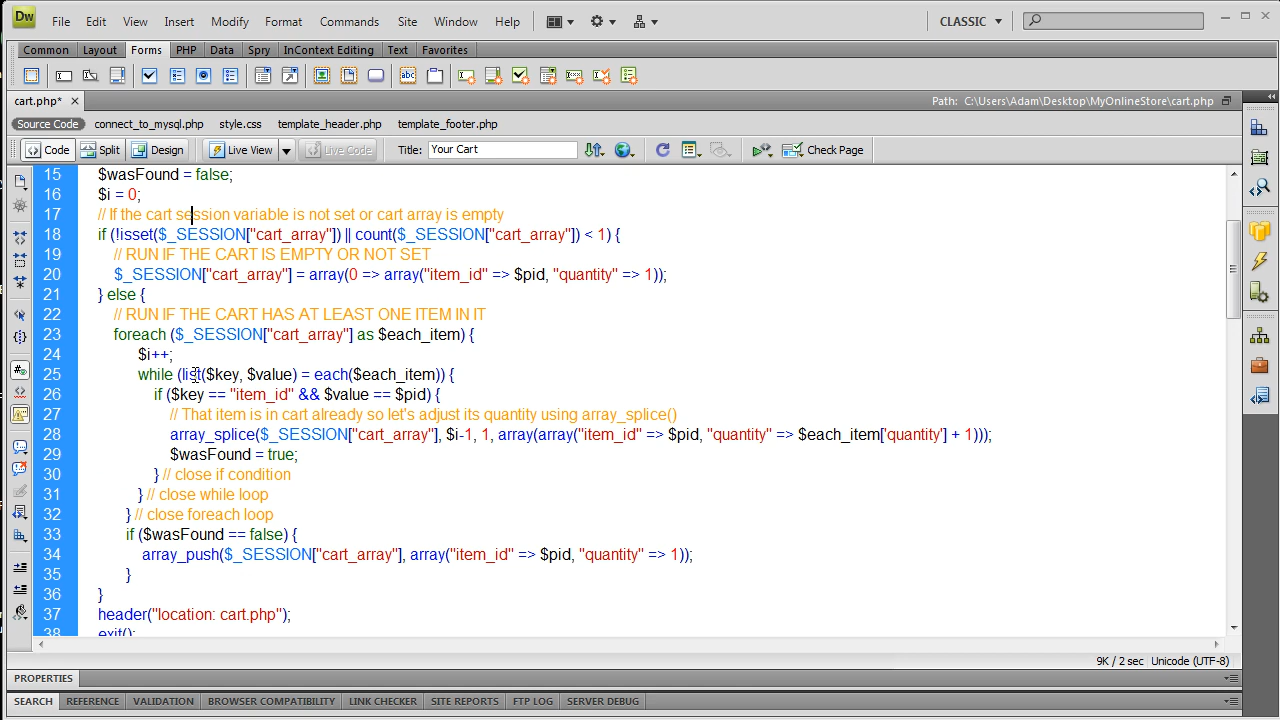 Dw File Edit View Insert Modify Format Commands Site Window Help CLASSIC
Common Layout Forms PHP Data Spry InContext Editing Text Favorites
abc
cart.php* Path: C:\Users\Adam\Desktop\MyOnlineStore\cart.php
Source Code connect_to_mysql.php style.css template_header.php template_footer.php
Code Split Design Live View Live Code Title: Your Cart Check Page
15 $wasFound = false;
16 $i = 0;
17 // If the cart session variable is not set or cart array is empty
18 if (!isset($_SESSION["cart_array"]) || count($_SESSION["cart_array"]) < 1) {
19 // RUN IF THE CART IS EMPTY OR NOT SET
20 $_SESSION["cart_array"] = array(0 => array("item_id" => $pid, "quantity" => 1));
21 } else {
22 // RUN IF THE CART HAS AT LEAST ONE ITEM IN IT
23 foreach ($_SESSION["cart_array"] as $each_item) {
24 $i++;
25 while (list($key, $value) = each($each_item)) {
26 if ($key == "item_id" && $value == $pid) {
27 // That item is in cart already so let's adjust its quantity using array_splice()
28 array_splice($_SESSION["cart_array"], $i-1, 1, array(array("item_id" => $pid, "quantity" => $each_item['quantity'] + 1)));
29 $wasFound = true;
30 } // close if condition
31 } // close while loop
32 } // close foreach loop
33 if ($wasFound == false) {
34 array_push($_SESSION["cart_array"], array("item_id" => $pid, "quantity" => 1));
35 }
36 }
37 header("location: cart.php");
38 exit();
9K / 2 sec Unicode (UTF-8)
PROPERTIES
SEARCH REFERENCE VALIDATION BROWSER COMPATIBILITY LINK CHECKER SITE REPORTS FTP LOG SERVER DEBUG